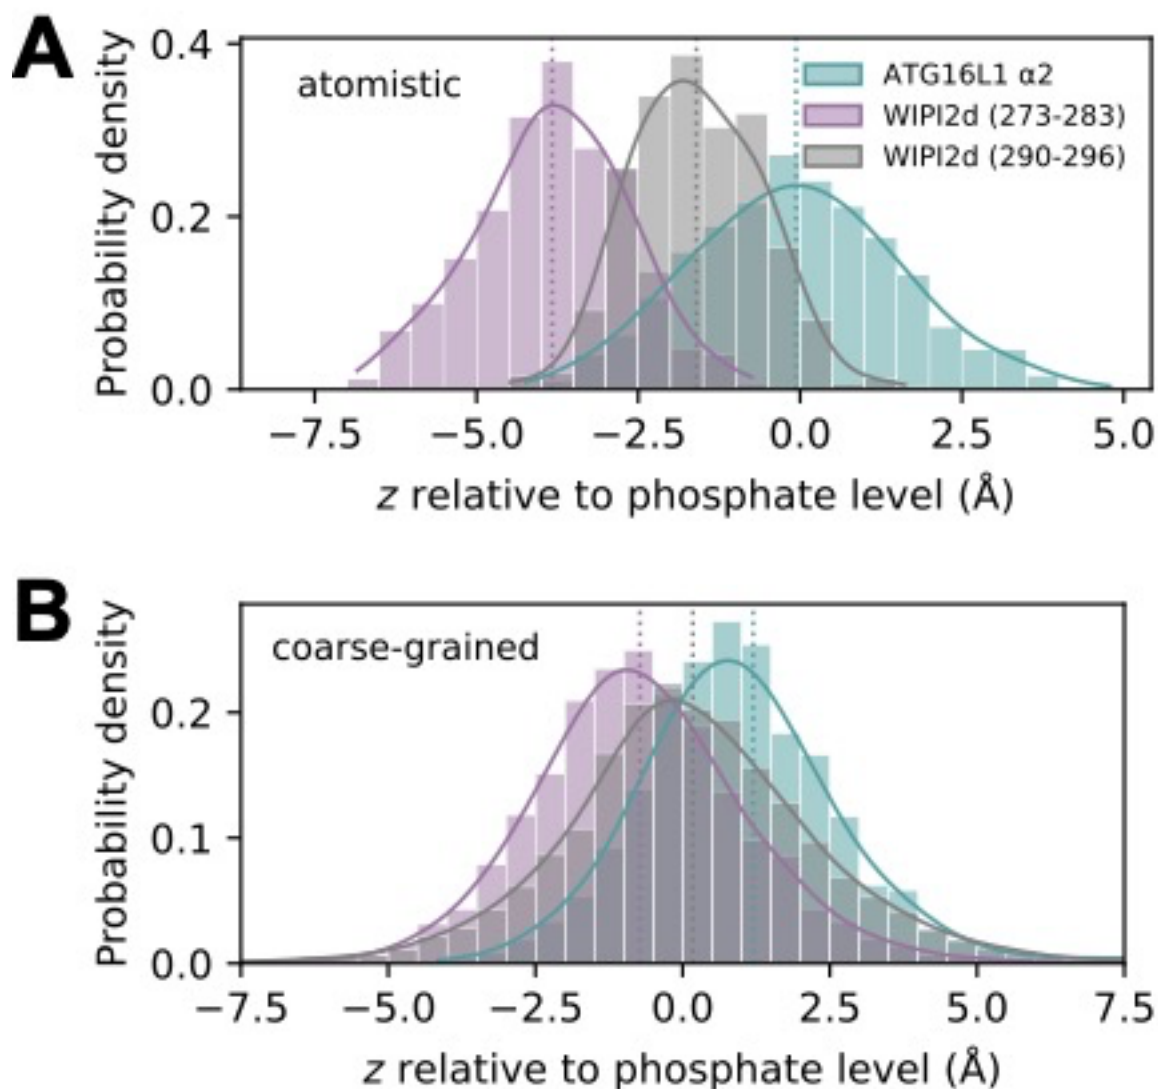 A
Probability density
0.4
0.2
0.0
atomistic
ATG16L1 α2
WIPI2d (273-283)
WIPI2d (290-296)
−7.5 −5.0 −2.5 0.0 2.5 5.0
z relative to phosphate level (Å)
B
Probability density
0.2
0.1
0.0
coarse-grained
−7.5 −5.0 −2.5 0.0 2.5 5.0 7.5
z relative to phosphate level (Å)